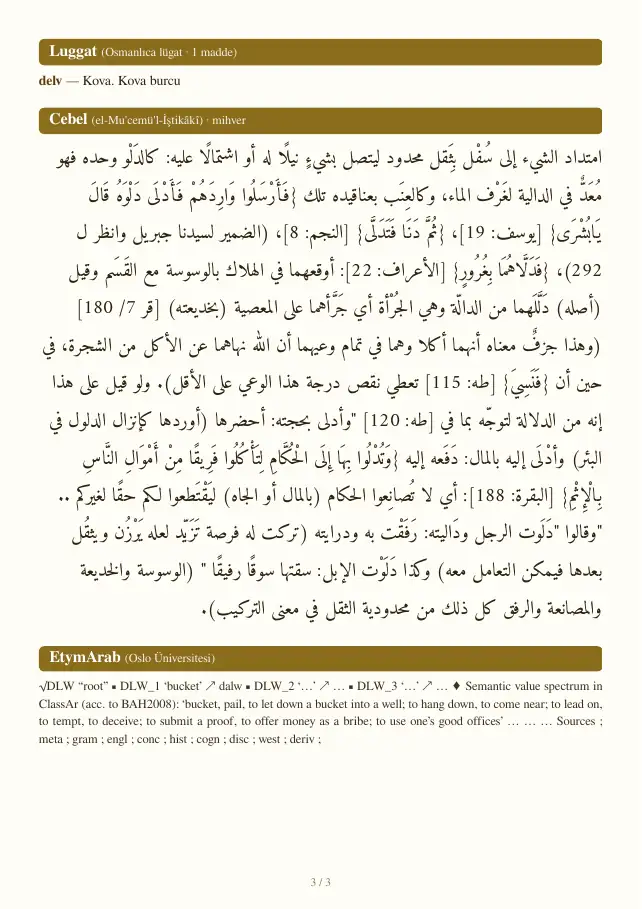 Luggat (Osmanlıca lügat · 1 madde)
delv — Kova. Kova burcu
Cebel (el-Mu'cemü'l-İştikâkî) · mihver
امتداد الشيء إلى سُفْل بِثَقل محدود ليتصل بشيءٍ نيلًا له أو اشتمالًا عليه: كالدَلْو وحده فهو
مُعَدٌّ في الدالية لغَرْف الماء، وكالعِنَب بعناقيده تلك {فَأَرْسَلُوا وَارِدَهُمْ فَأَدْلَى دَلْوَهُ قَالَ
يَابُشْرَى} [يوسف: 19]، {ثُمَّ دَنَا فَتَدَلَّى} [النجم: 8]، (الضمير لسيدنا جبريل وانظر ل
292)، {فَدَلَّاهُمَا بِغُرُورٍ} [الأعراف: 22]: أوقعهما في الهلاك بالوسوسة مع القَسَم وقيل
(أصله) دَلَّلَهما من الدالّة وهي الجُرْأة أي جَرَّأهما على المعصية (بخديعته) [قر 7/ 180]
(وهذا جزفٌ معناه أنهما أكلا وهما في تمام وعيهما أن الله نهاهما عن الأكل من الشجرة، في
حين أن {فَنَسِيَ} [طه: 115] تعطي نقص درجة هذا الوعي على الأقل). ولو قيل على هذا
إنه من الدلالة لتوجّه بما في [طه: 120] "وأدلى بحجته: أحضرها (أوردها كإنزال الدلول في
البئر) وأدْلَى إليه بالمال: دَفَعه إليه {وَتُدْلُوا بِهَا إِلَى الْحُكَّامِ لِتَأْكُلُوا فَرِيقًا مِنْ أَمْوَالِ النَّاسِ
بِالْإِثْمِ} [البقرة: 188]: أي لا تُصانِعوا الحكام (بالمال أو الجاه) ليَقْتَطعوا لكم حقًا لغيركم ..
"وقالوا "دَلَوت الرجل ودَاليته: رَفَقْت به ودرايته (تركت له فرصة تَزَيّد لعله يَرْزُن ويثقُل
بعدها فيمكن التعامل معه) وكذا دَلَوْت الإبل: سقتها سوقًا رفيقًا " (الوسوسة والخديعة
والمصانعة والرفق كل ذلك من محدودية الثقل في معنى التركيب).
EtymArab (Oslo Üniversitesi)
√DLW “root” ▪ DLW_1 ‘bucket’ ↗ dalw ▪ DLW_2 ‘…’ ↗ … ▪ DLW_3 ‘…’ ↗ … ♦ Semantic value spectrum in
ClassAr (acc. to BAH2008): ‘bucket, pail, to let down a bucket into a well; to hang down, to come near; to lead on,
to tempt, to deceive; to submit a proof, to offer money as a bribe; to use one’s good offices’ … … … Sources ;
meta ; gram ; engl ; conc ; hist ; cogn ; disc ; west ; deriv ;
3 / 3